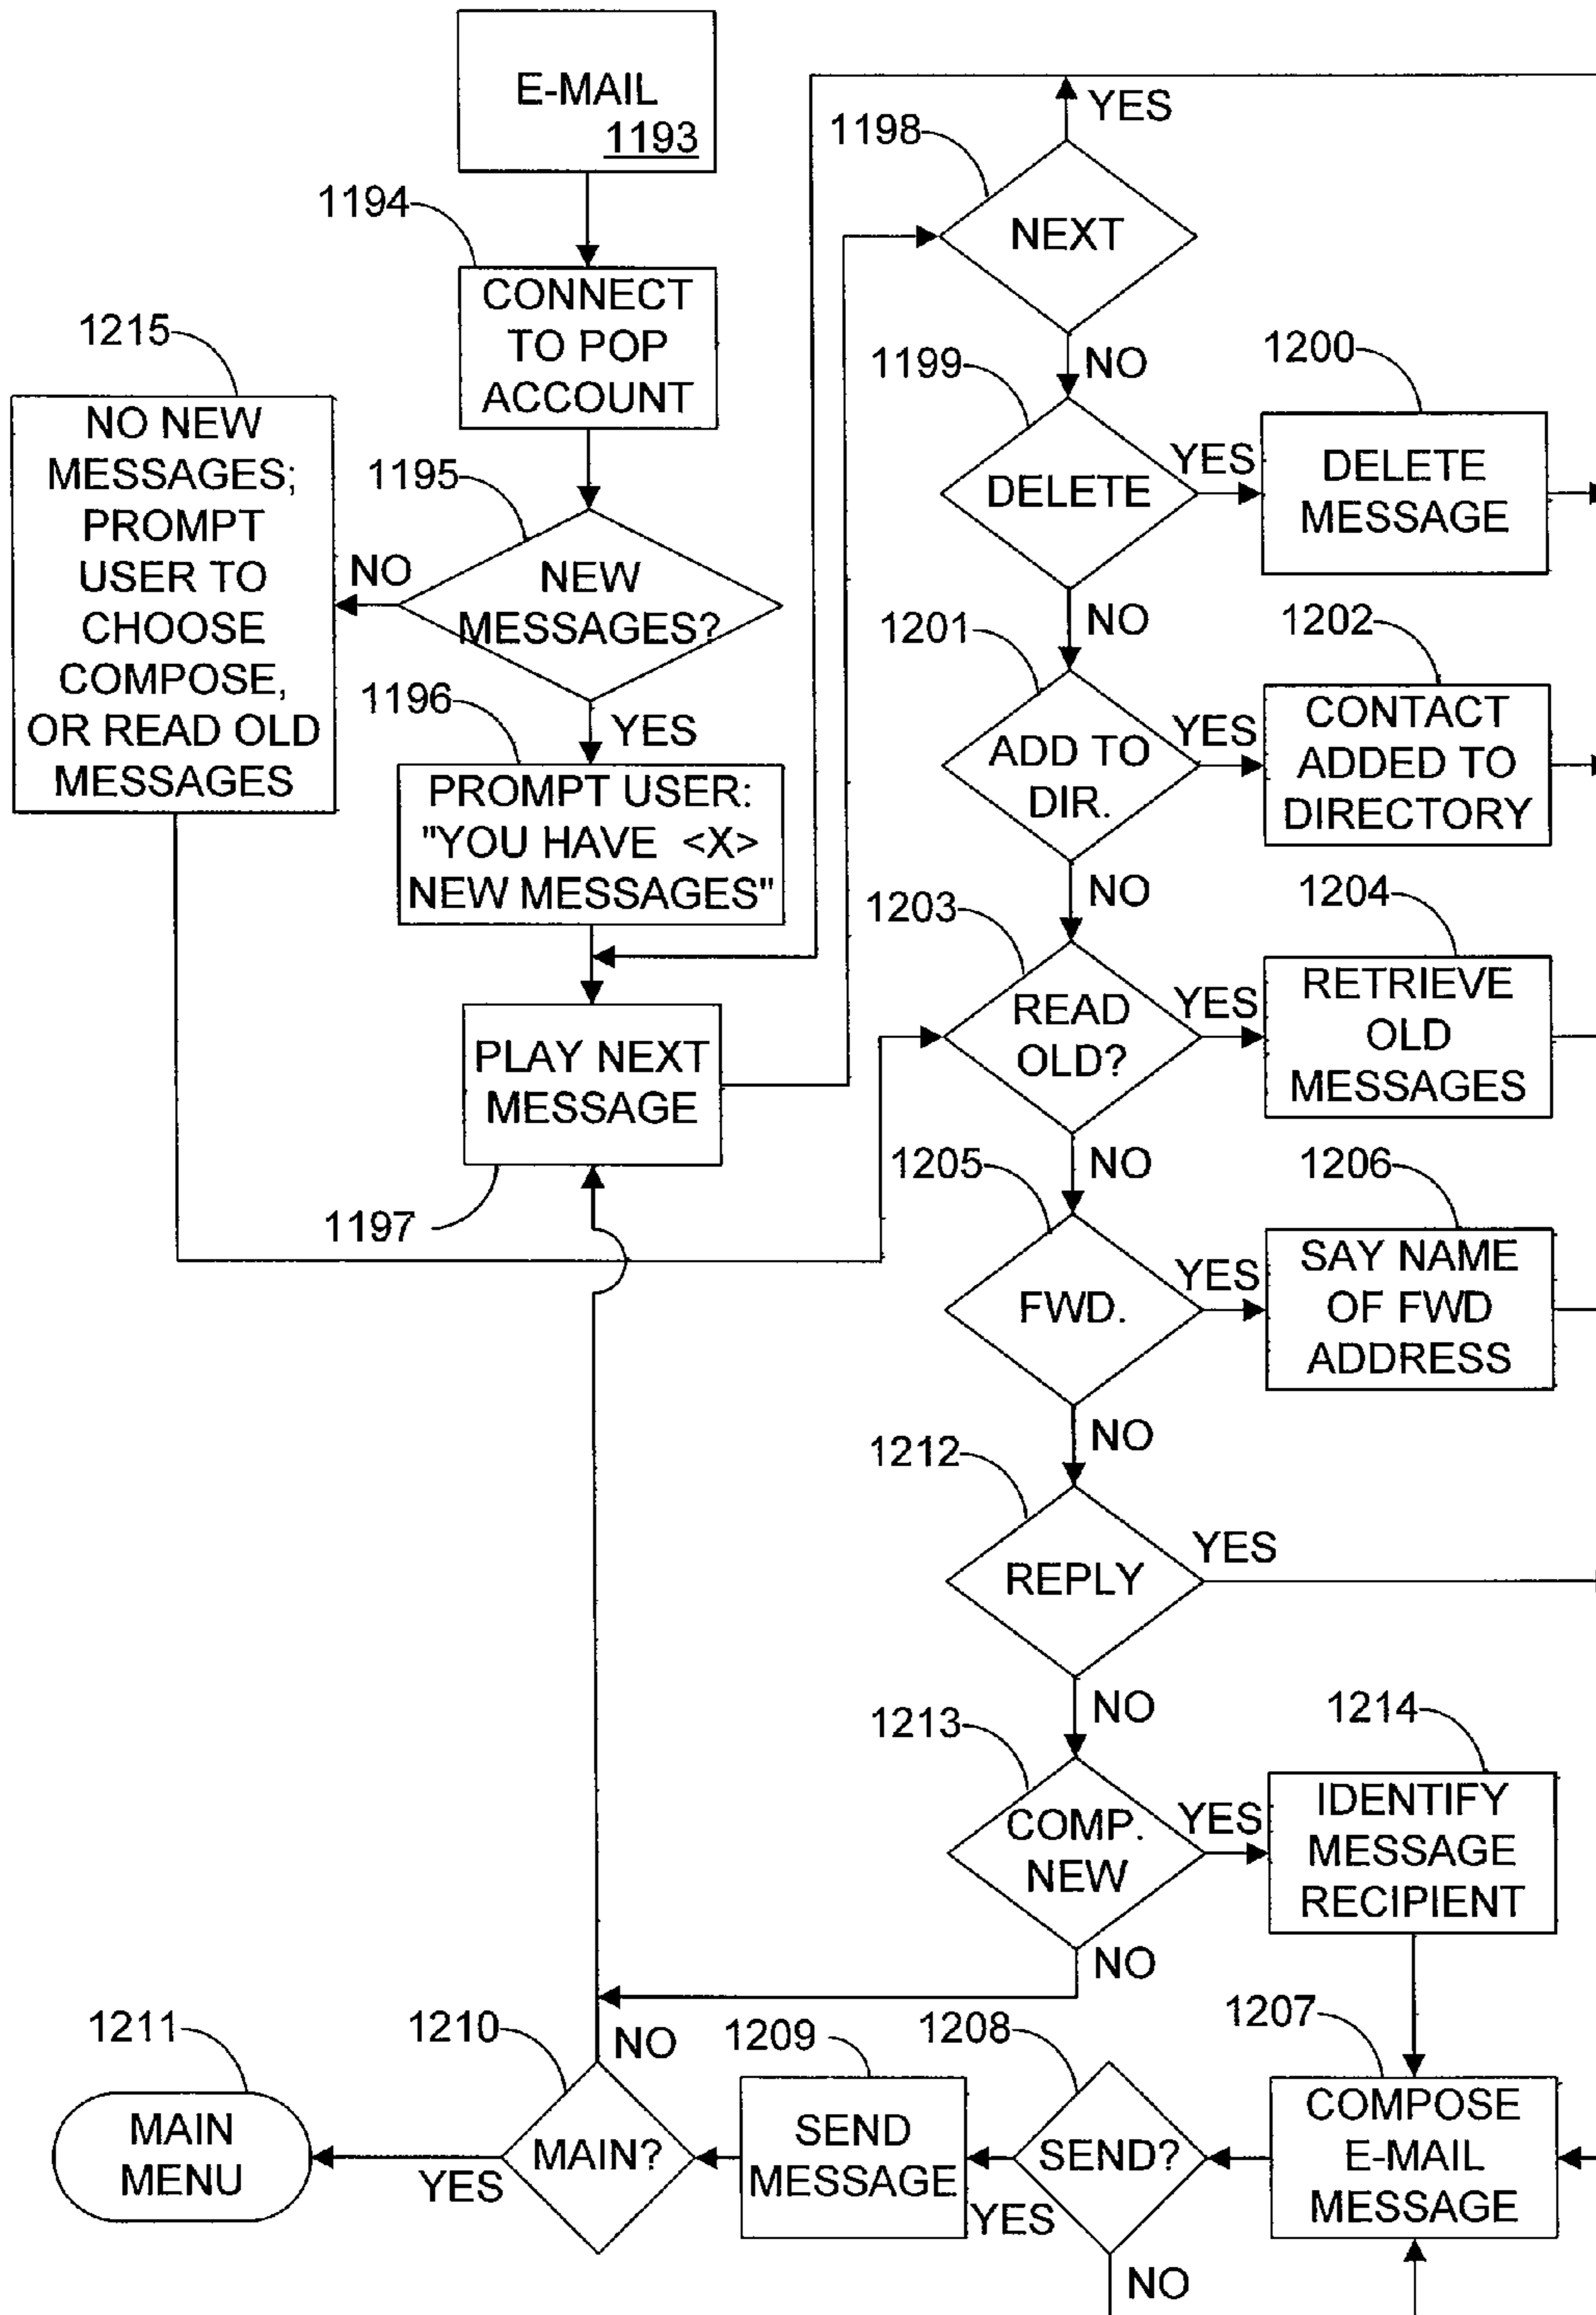 E-MAIL
1193
1194
CONNECT
TO POP
ACCOUNT
1215
NO NEW
MESSAGES;
PROMPT
USER TO
CHOOSE
COMPOSE,
OR READ OLD
MESSAGES
1195
NO
NEW
MESSAGES?
1196
YES
PROMPT USER:
"YOU HAVE <X>
NEW MESSAGES"
PLAY NEXT
MESSAGE
1197
1198
YES
NEXT
NO
1199
DELETE
YES
1200
DELETE
MESSAGE
NO
1201
ADD TO
DIR.
YES
1202
CONTACT
ADDED TO
DIRECTORY
NO
1203
READ
OLD?
YES
1204
RETRIEVE
OLD
MESSAGES
NO
1205
FWD.
YES
1206
SAY NAME
OF FWD
ADDRESS
NO
1212
REPLY
YES
NO
1213
COMP.
NEW
YES
1214
IDENTIFY
MESSAGE
RECIPIENT
NO
1207
COMPOSE
E-MAIL
MESSAGE
1208
SEND?
YES
NO
1209
SEND
MESSAGE
1210
NO
MAIN?
YES
1211
MAIN
MENU